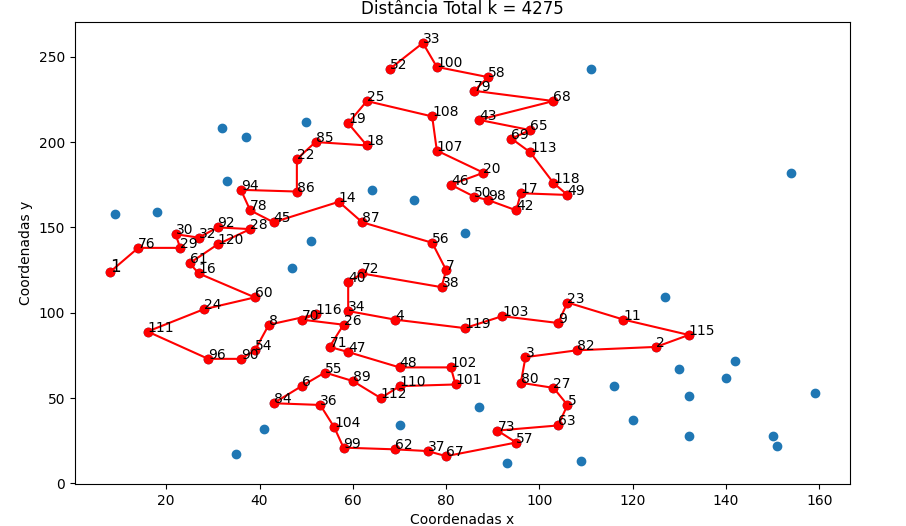 Distância Total k = 4275
Coordenadas y
250
200
150
100
50
0
33
52 100
58
79
25 68
108 43
19 65
69
85 18 107 113
22
20
46 118
94 86 50 98 17 49
14 42
78
45 87
92 28
30 32 56
76 29 120
61
1 16 72 7
40 38
60
24 23
34
116
70 26 4 103 9 11
8 119
111 115
71 47 82 2
54 3
96 90
48 102
55 89 101
6 110 80 27
112
84 36 5
104 63
73
57
99 62 37 67
20 40 60 80 100 120 140 160
Coordenadas x